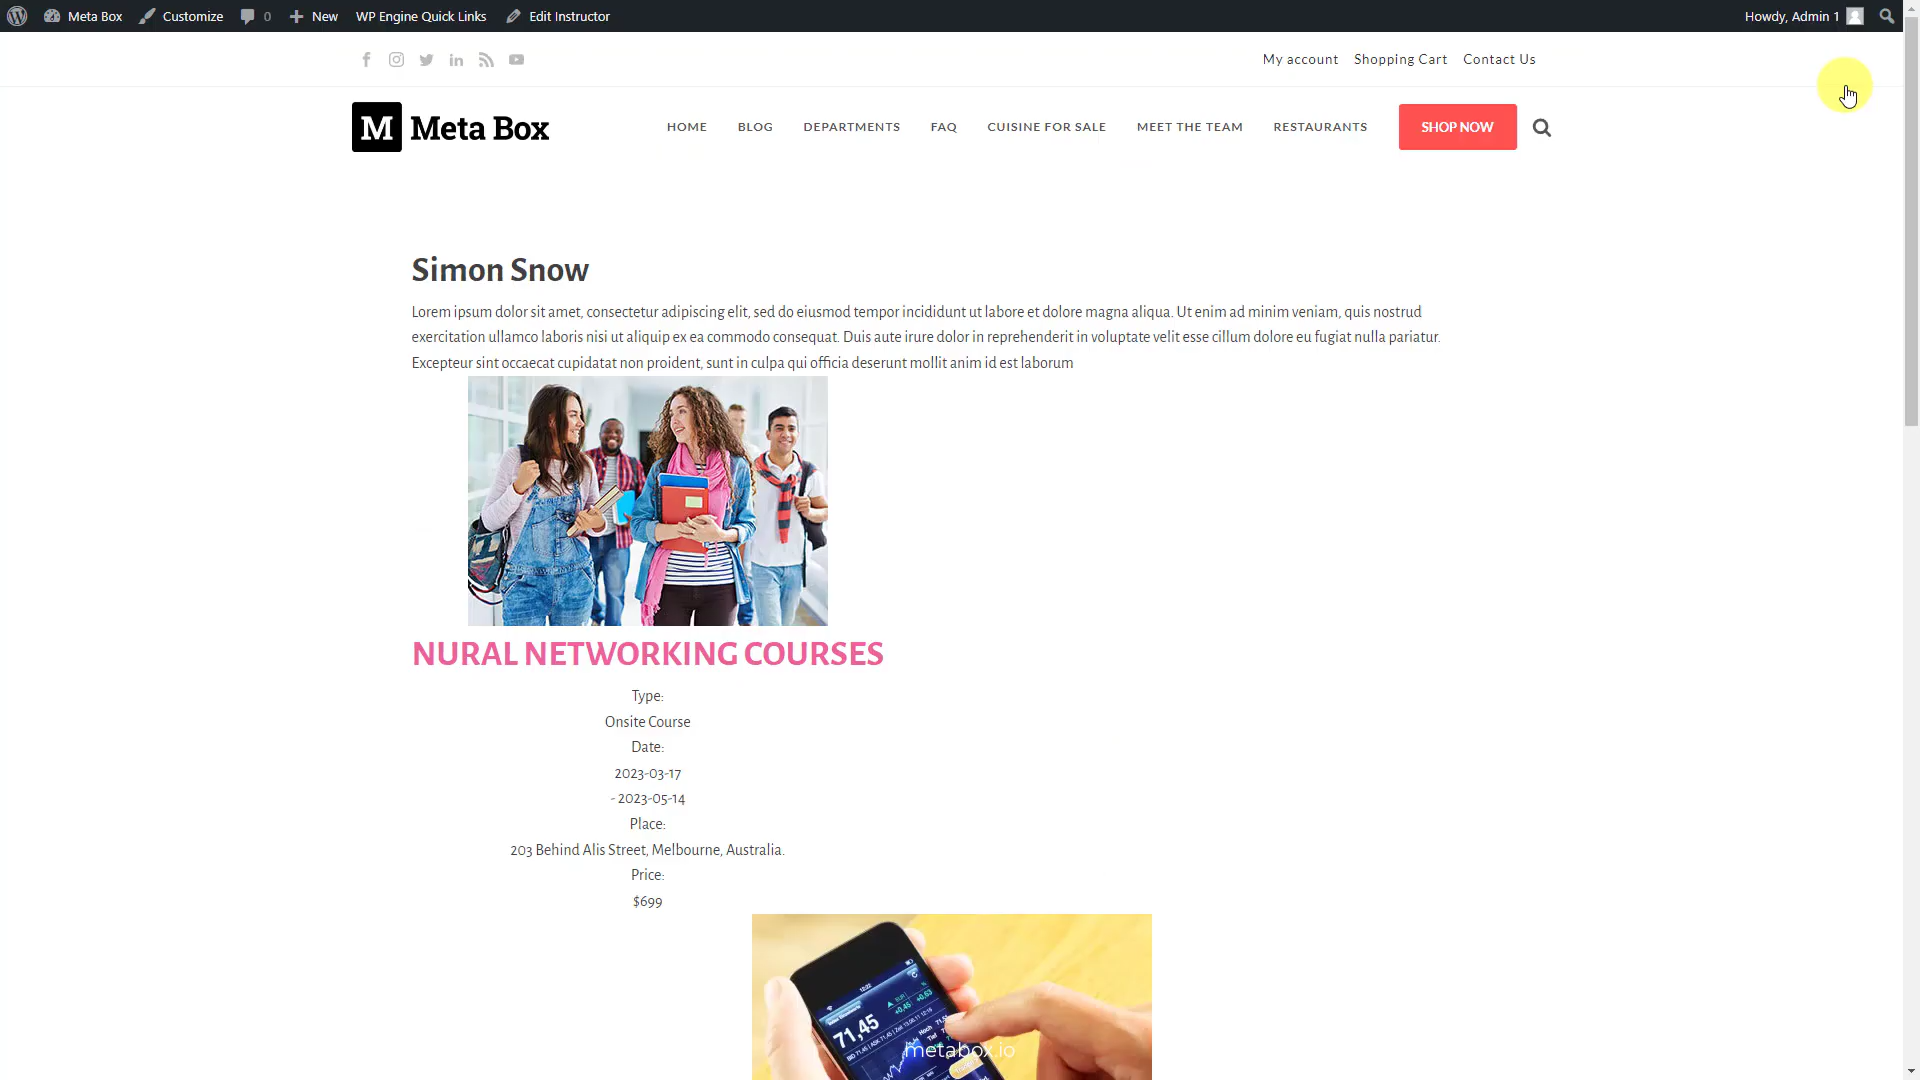 Meta Box Customize 0 New WP Engine Quick Links Edit Instructor Howdy, Admin 1
My account Shopping Cart Contact Us
M Meta Box HOME BLOG DEPARTMENTS FAQ CUISINE FOR SALE MEET THE TEAM RESTAURANTS SHOP NOW
Simon Snow
Lorem ipsum dolor sit amet, consectetur adipiscing elit, sed do eiusmod tempor incididunt ut labore et dolore magna aliqua. Ut enim ad minim veniam, quis nostrud
exercitation ullamco laboris nisi ut aliquip ex ea commodo consequat. Duis aute irure dolor in reprehenderit in voluptate velit esse cillum dolore eu fugiat nulla pariatur.
Excepteur sint occaecat cupidatat non proident, sunt in culpa qui officia deserunt mollit anim id est laborum
NURAL NETWORKING COURSES
Type:
Onsite Course
Date:
2023-03-17
- 2023-05-14
Place:
203 Behind Alis Street, Melbourne, Australia.
Price:
$699
12:22
+0,45 +0,63
71,45
metabox.io